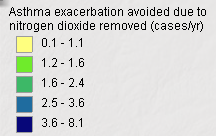 Asthma exacerbation avoided due to
nitrogen dioxide removed (cases/yr)
0.1 - 1.1
1.2 - 1.6
1.6 - 2.4
2.5 - 3.6
3.6 - 8.1